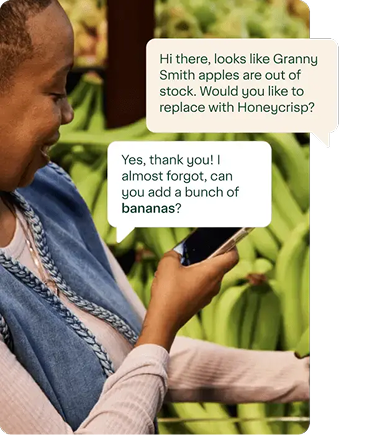 Hi there, looks like Granny
Smith apples are out of
stock. Would you like to
replace with Honeycrisp?
Yes, thank you! I
almost forgot, can
you add a bunch of
bananas?